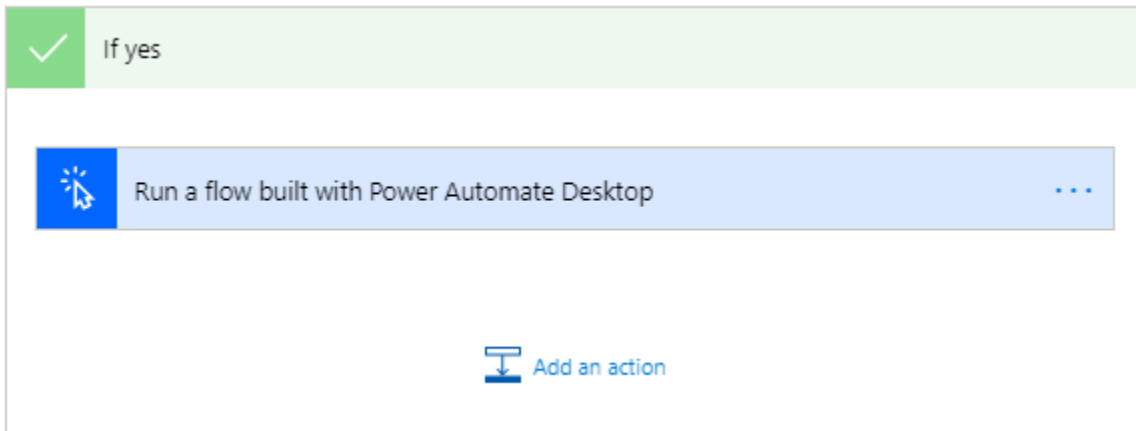 If yes
Run a flow built with Power Automate Desktop
Add an action